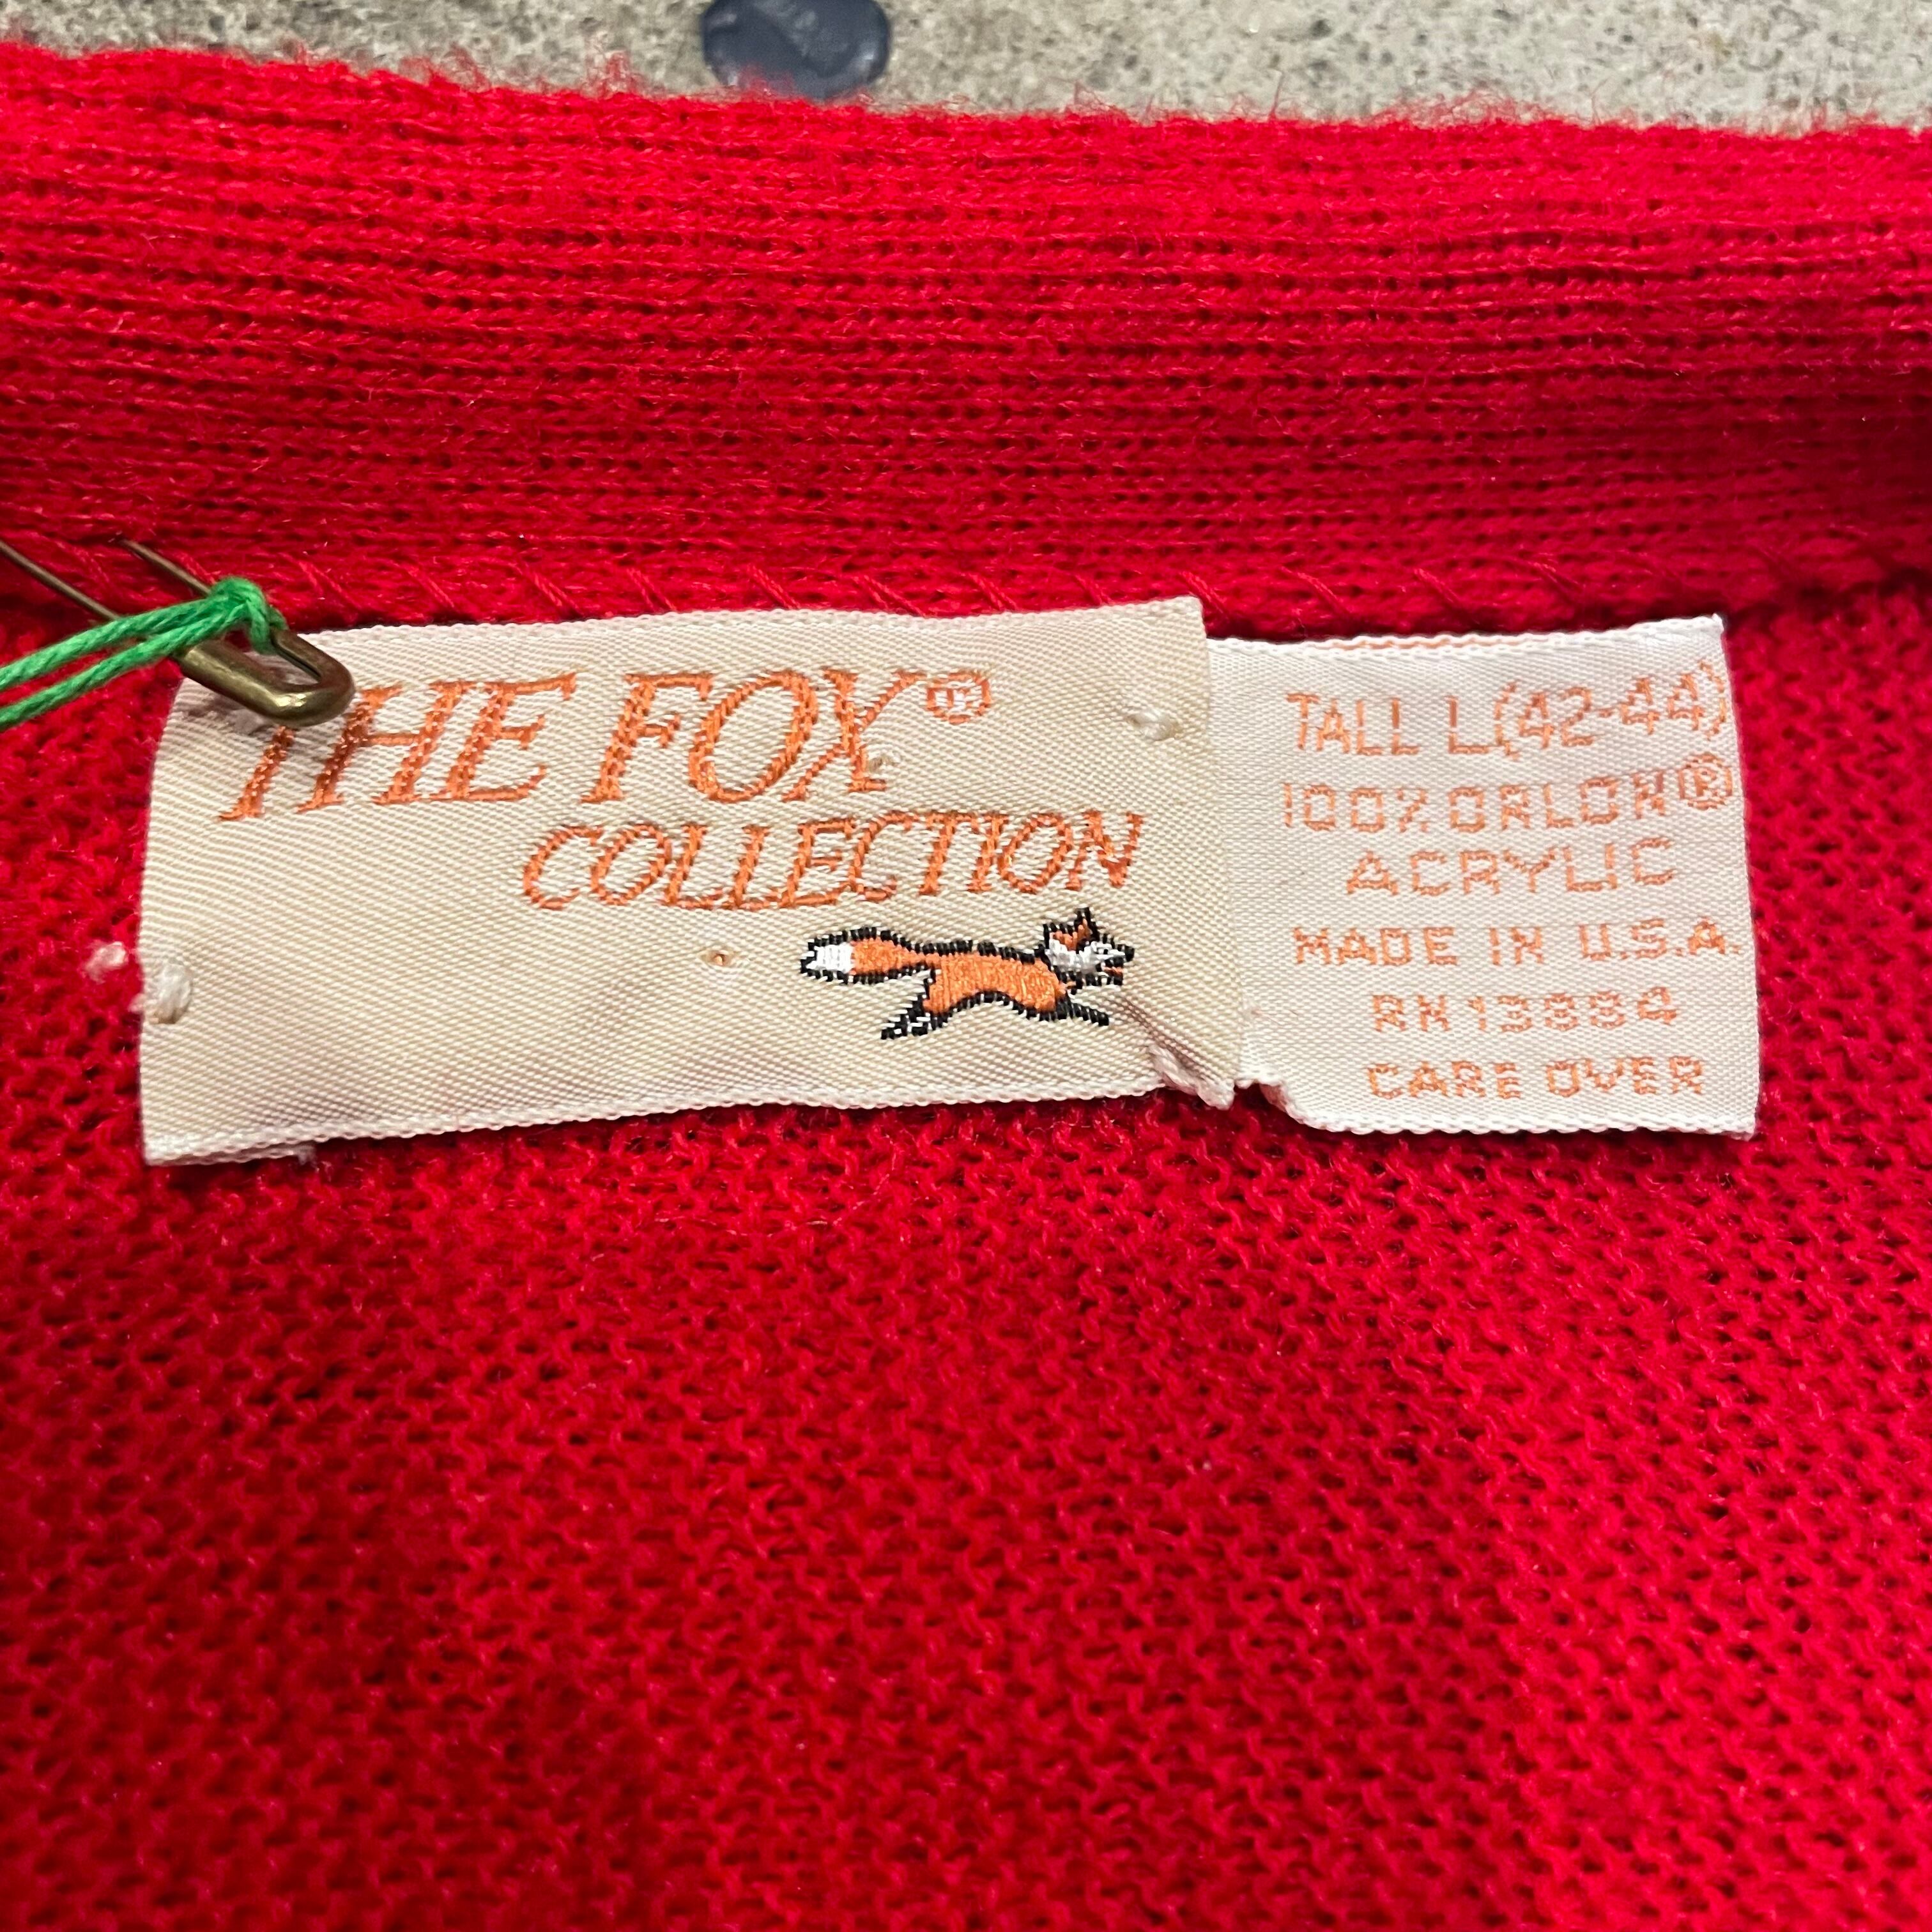 THE FOX®
COLLECTION
TALL L(42-44)
100% ORLON®
ACRYLIC
MADE IN U.S.A.
RN 13884
CARE OVER